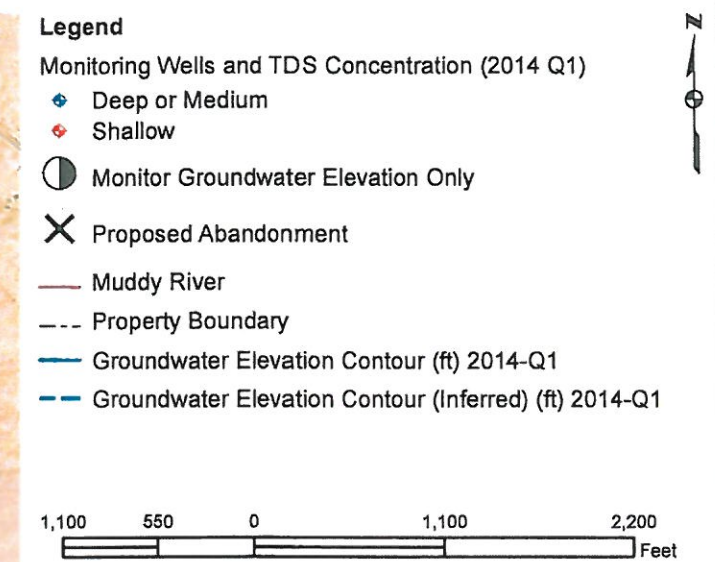 Legend
N
Monitoring Wells and TDS Concentration (2014 Q1)
Deep or Medium
Shallow
Monitor Groundwater Elevation Only
Proposed Abandonment
Muddy River
Property Boundary
Groundwater Elevation Contour (ft) 2014-Q1
Groundwater Elevation Contour (Inferred) (ft) 2014-Q1
1,100 550 0 1,100 2,200
Feet